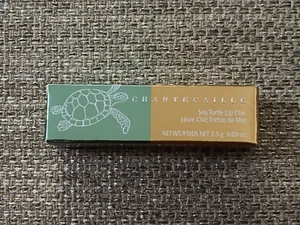 CHANTECAILLE
Sea Turtle Lip Chic
Lèvre Chic Tortue de Mer
NET WT/POIDS NET 2.5 g 0.09 oz.